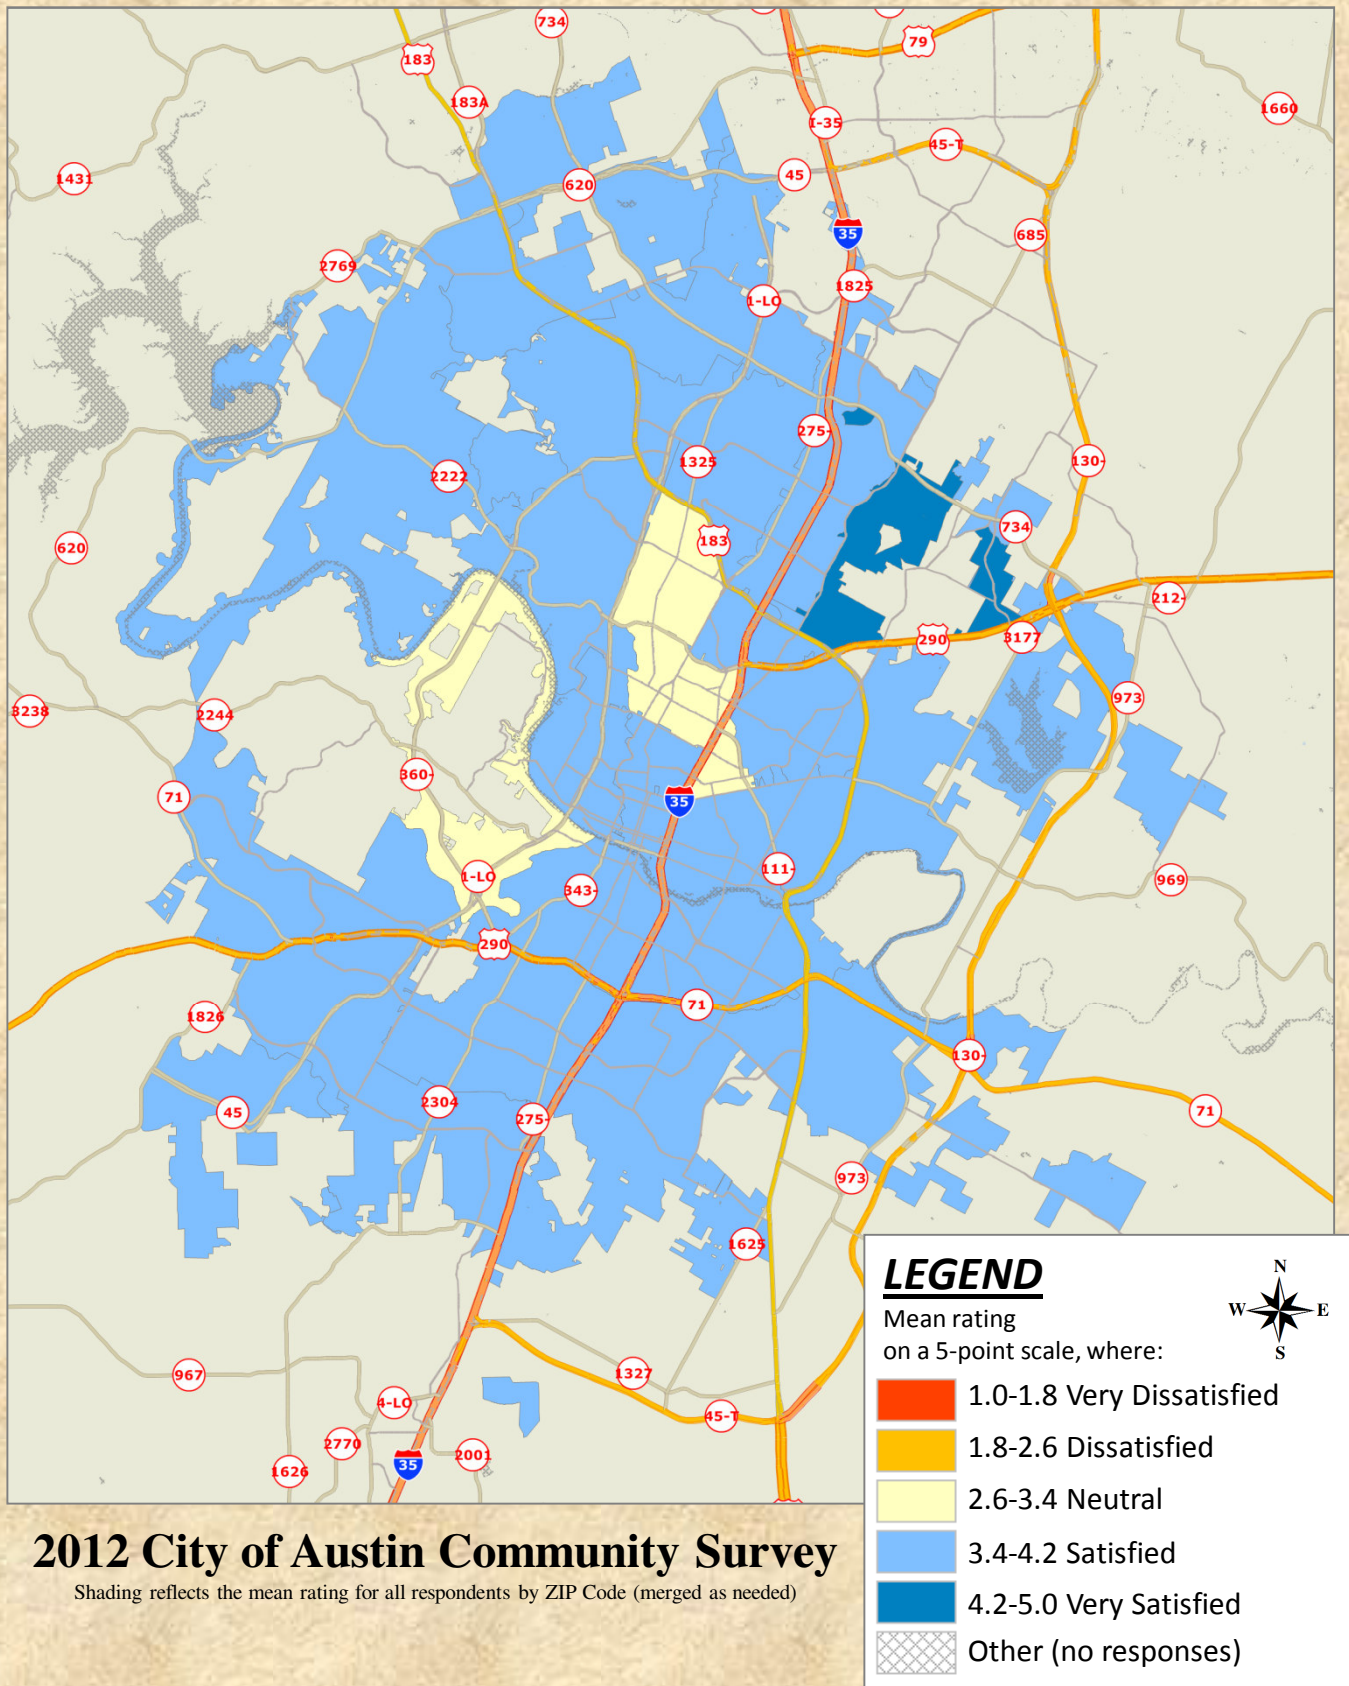 734
183
79
183A
1660
I-35
45-T
1431
45
620
685
35
2769
1825
1-LO
275-
1325
130-
2222
734
183
620
212-
3177
290
973
3238
2244
360-
71
35
111-
1-LO
969
343-
290
71
1826
130-
2304
45
71
275-
973
1625
967
1327
4-LO
45-T
2770
2001
35
1626
LEGEND
N
W E
S
Mean rating
on a 5-point scale, where:
1.0-1.8 Very Dissatisfied
1.8-2.6 Dissatisfied
2.6-3.4 Neutral
3.4-4.2 Satisfied
4.2-5.0 Very Satisfied
Other (no responses)
2012 City of Austin Community Survey
Shading reflects the mean rating for all respondents by ZIP Code (merged as needed)